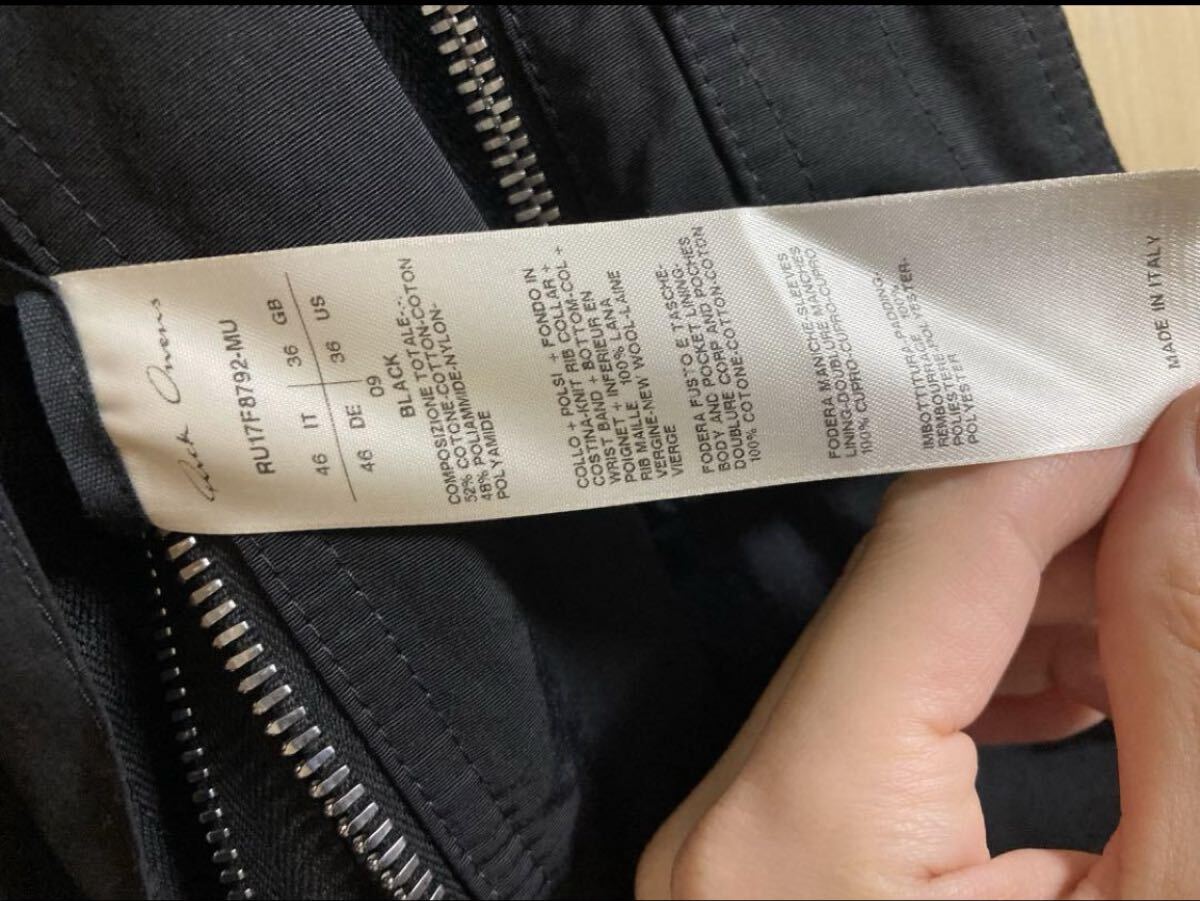 Rick Owens
RU17F8792-MU
46 IT 36 GB
46 DE 36 US
09
BLACK
COMPOSIZIONE TOTALE-
52% COTONE-COTTON-COTON
48% POLIAMMIDE-NYLON-
POLYAMIDE
COLLO + POLSI + FONDO IN
COSTINA-KNIT RIB COLLAR +
WRIST BAND + BOTTOM-COL +
POIGNET + INFERIEUR EN
RIB MAILLE 100% LANA
VERGINE-NEW WOOL-LAINE
VIERGE
FODERA FUSTO E TASCHE-
BODY AND POCKET LINING-
DOUBLURE CORP AND POCHES
100% COTONE-COTTON-COTON
FODERA MANICHE-SLEEVES
LINING-DOUBLURE MANCHES
100% CUPRO-CUPRO-CUPRO
IMBOTTITURA-PADDING-
REMBOURRAGE 100%
POLIESTERE-POLYESTER-
POLYESTER
MADE IN ITALY